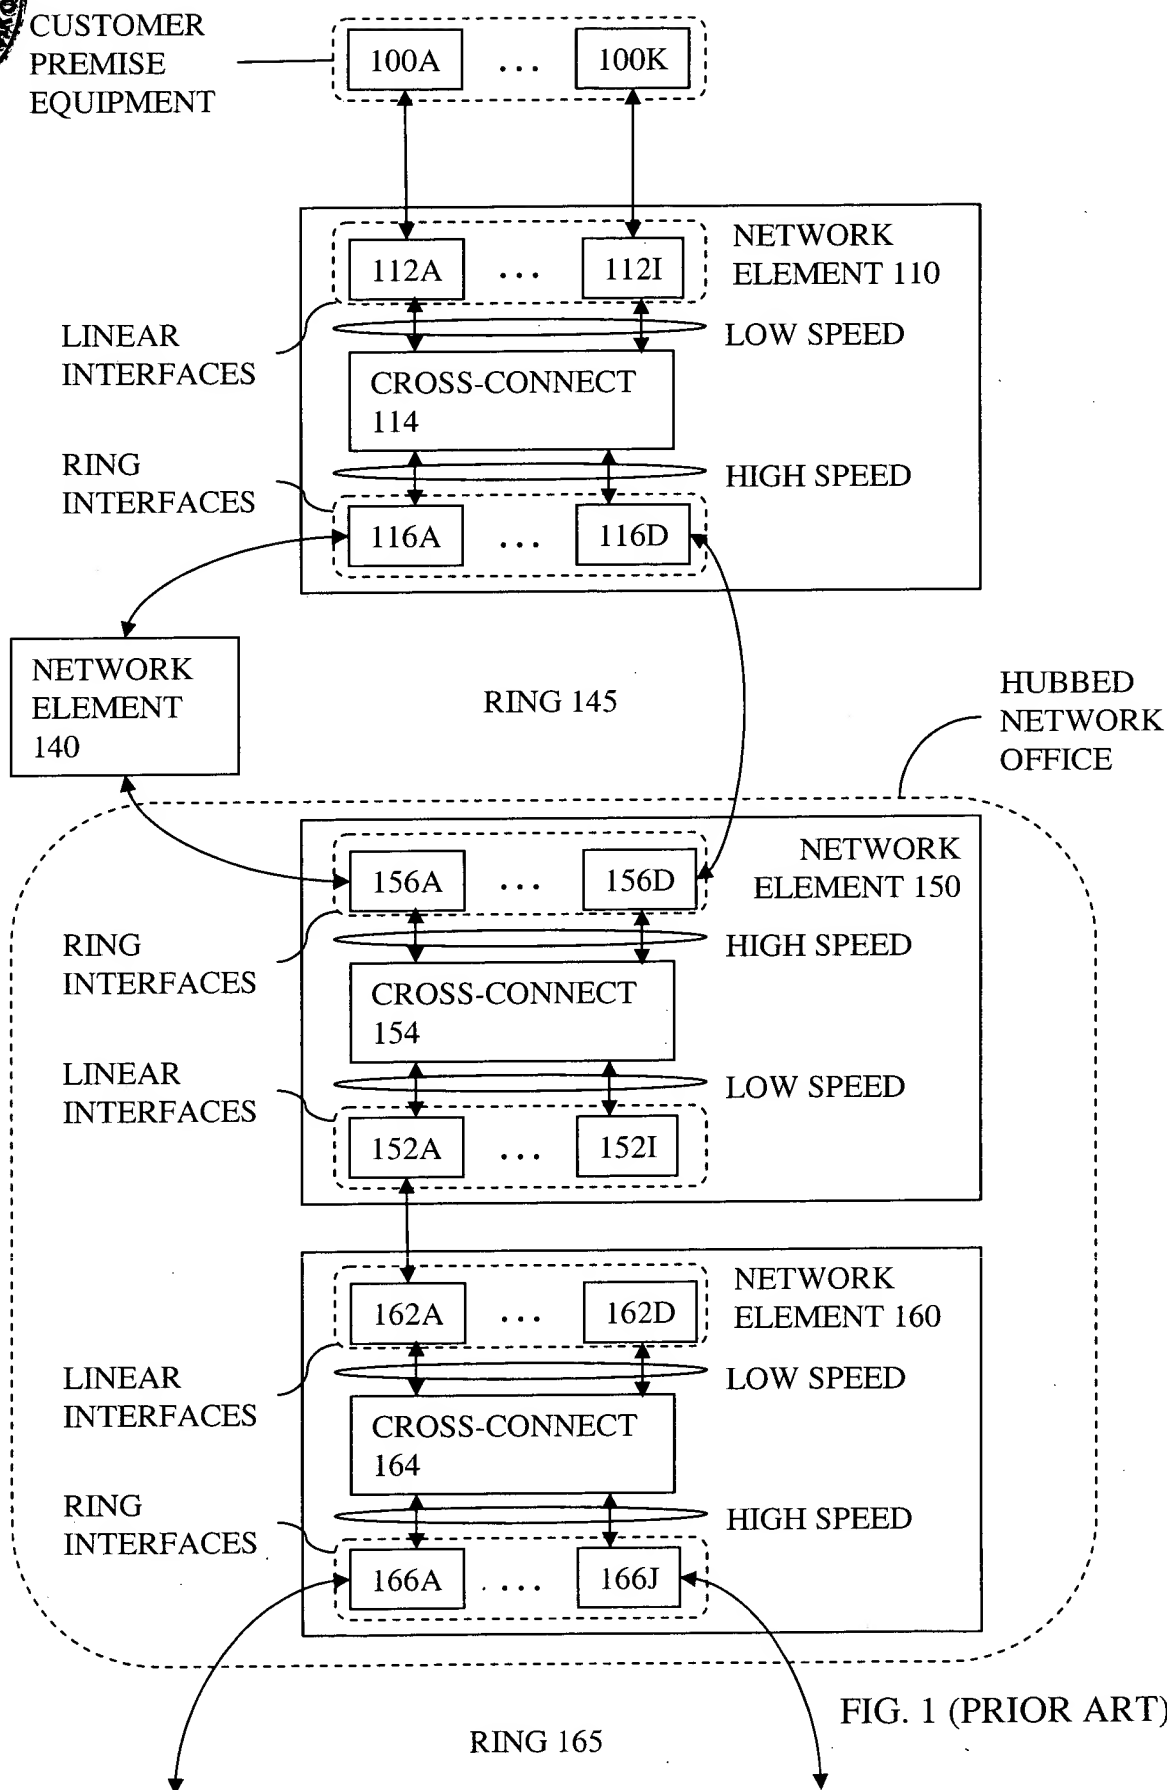 CUSTOMER
PREMISE
EQUIPMENT
100A ... 100K
NETWORK
ELEMENT 110
112A ... 112I
LINEAR
INTERFACES
LOW SPEED
CROSS-CONNECT
114
RING
INTERFACES
HIGH SPEED
116A ... 116D
NETWORK
ELEMENT
140
RING 145
HUBBED
NETWORK
OFFICE
NETWORK
ELEMENT 150
156A ... 156D
RING
INTERFACES
HIGH SPEED
CROSS-CONNECT
154
LINEAR
INTERFACES
LOW SPEED
152A ... 152I
NETWORK
ELEMENT 160
162A ... 162D
LINEAR
INTERFACES
LOW SPEED
CROSS-CONNECT
164
RING
INTERFACES
HIGH SPEED
166A ... 166J
FIG. 1 (PRIOR ART)
RING 165